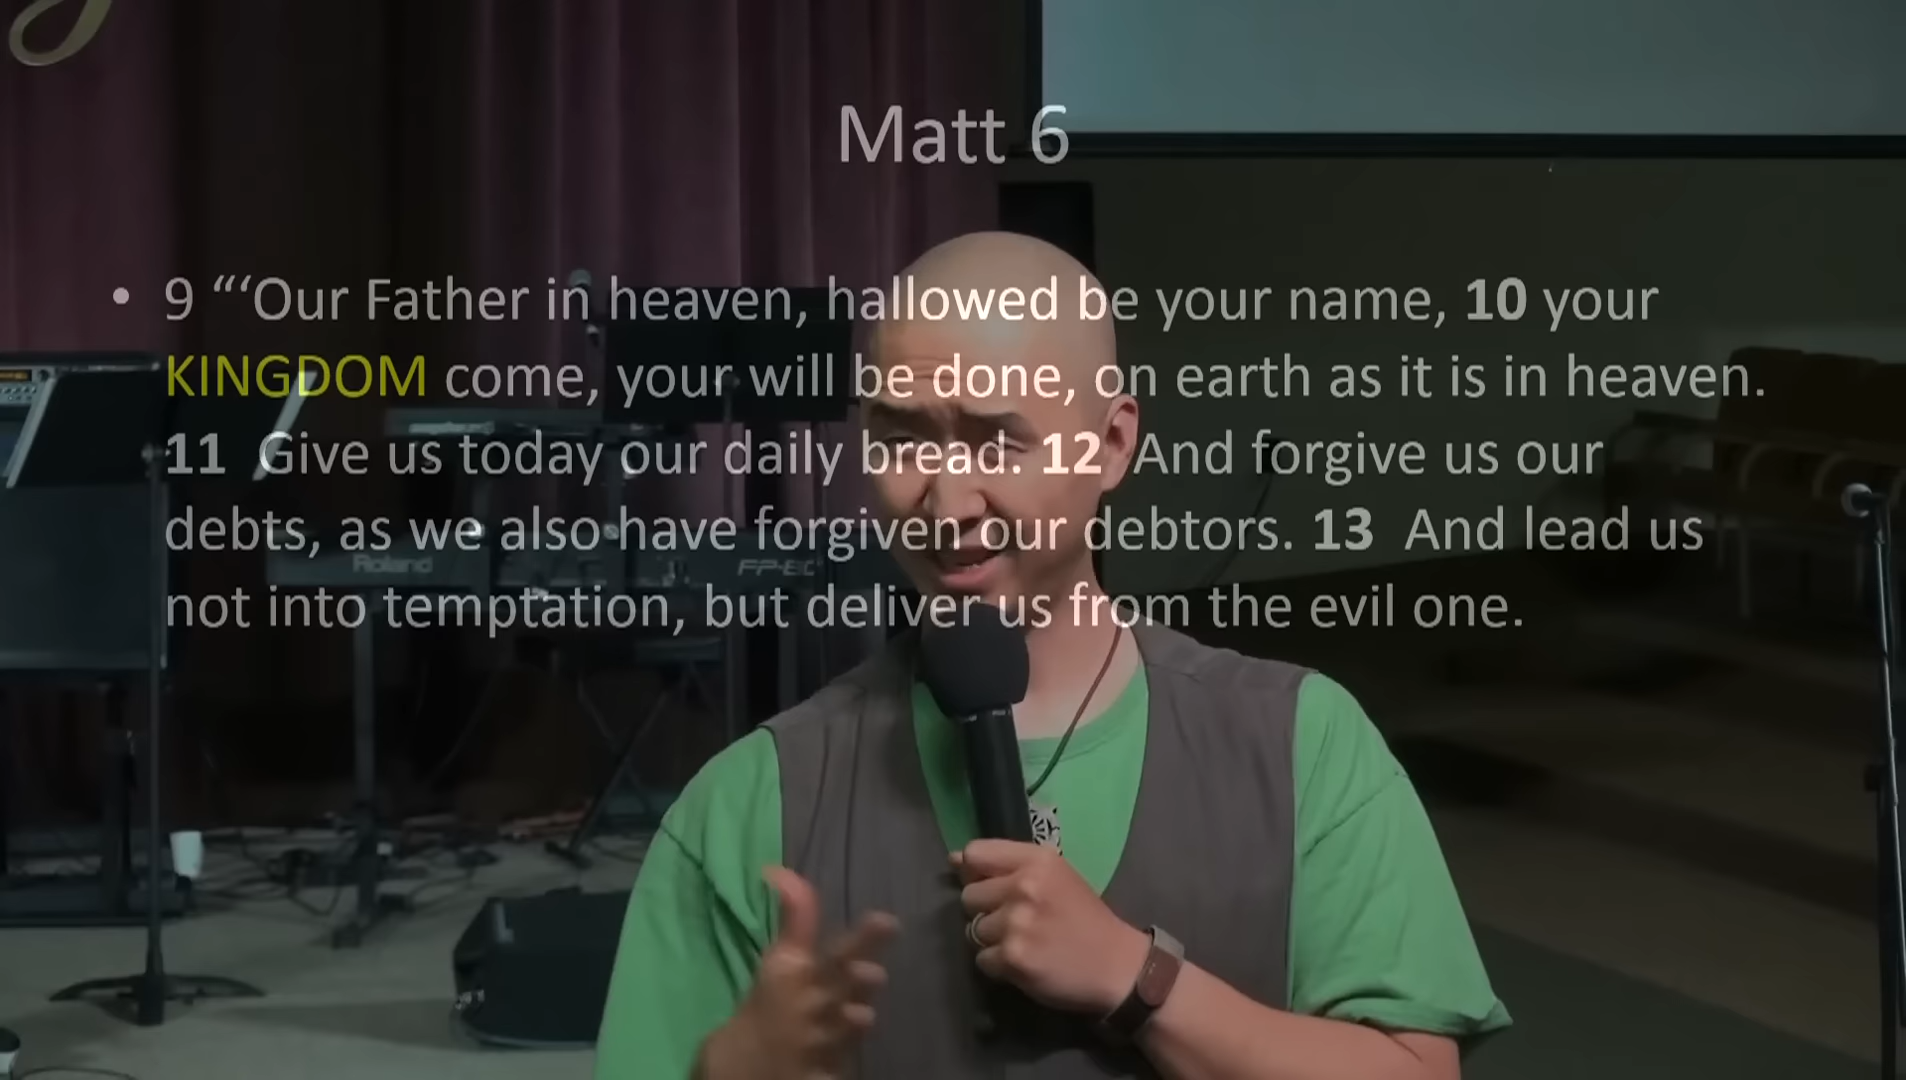 Matt 6
• 9 “‘Our Father in heaven, hallowed be your name, 10 your
KINGDOM come, your will be done, on earth as it is in heaven.
11 Give us today our daily bread. 12 And forgive us our
debts, as we also have forgiven our debtors. 13 And lead us
not into temptation, but deliver us from the evil one.
Roland
FP-80